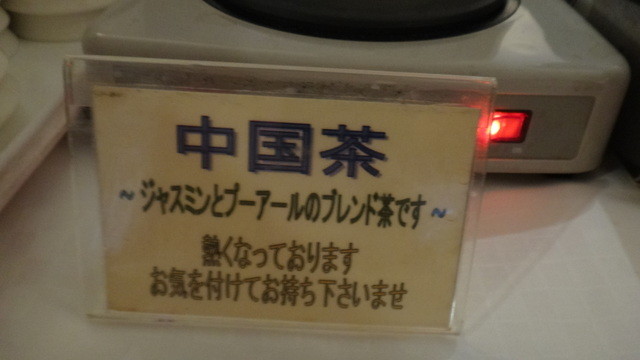 中国茶
~ジャスミンとプーアールのブレンド茶です~
熱くなっております
お気を付けてお持ち下さいませ